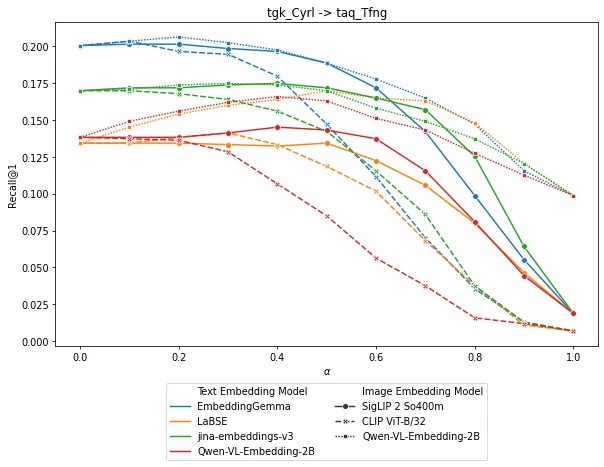 tgk_Cyrl -> taq_Tfng
0.200
0.175
0.150
0.125
0.100
0.075
0.050
0.025
0.000
Recall@1
0.0 0.2 0.4 0.6 0.8 1.0
α
Text Embedding Model Image Embedding Model
EmbeddingGemma SigLIP 2 So400m
LaBSE CLIP ViT-B/32
jina-embeddings-v3 Qwen-VL-Embedding-2B
Qwen-VL-Embedding-2B